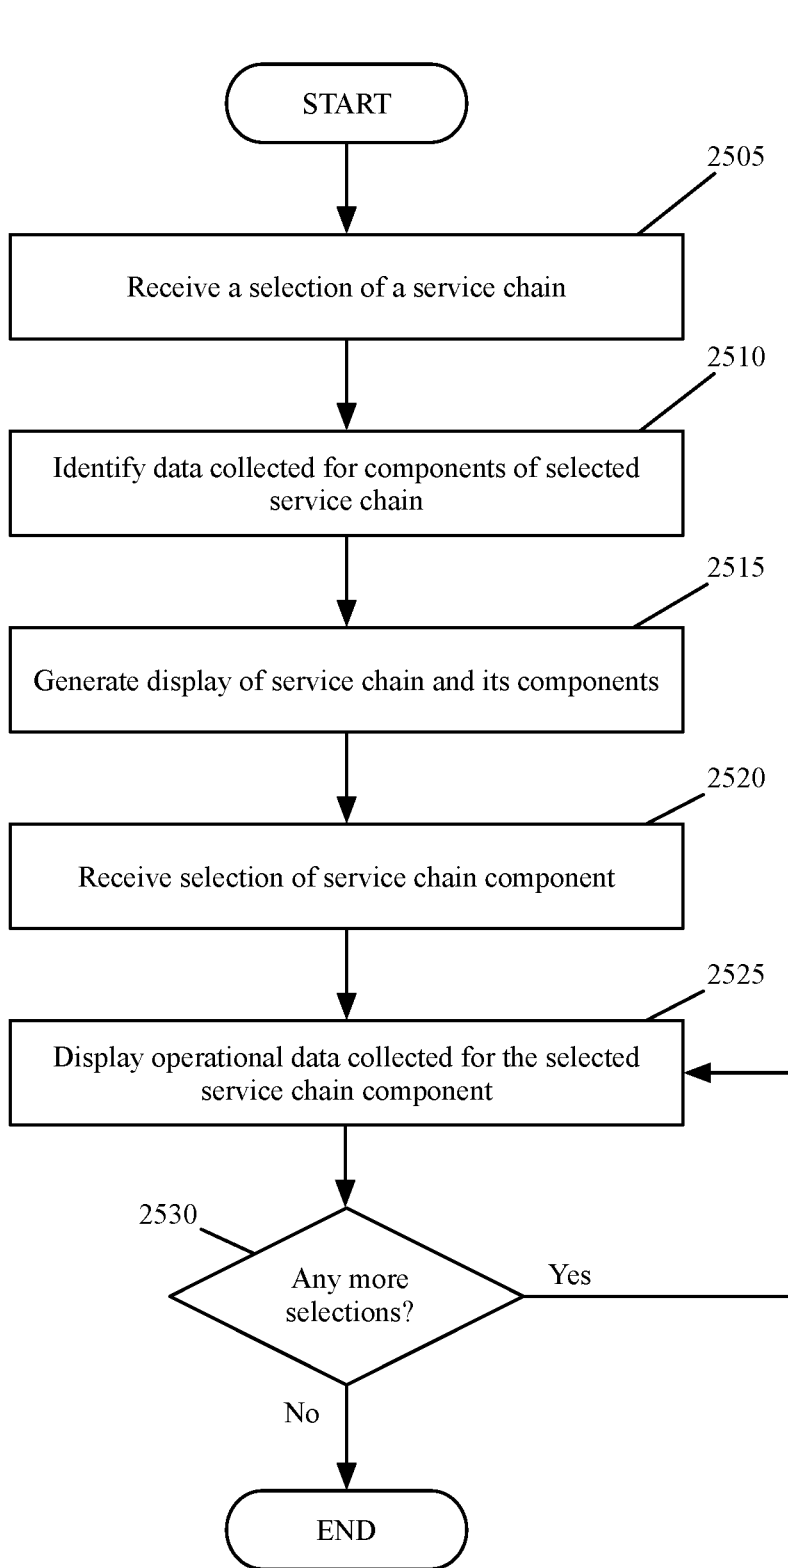 START
2505
Receive a selection of a service chain
2510
Identify data collected for components of selected
service chain
2515
Generate display of service chain and its components
2520
Receive selection of service chain component
2525
Display operational data collected for the selected
service chain component
2530
Any more
selections?
Yes
No
END